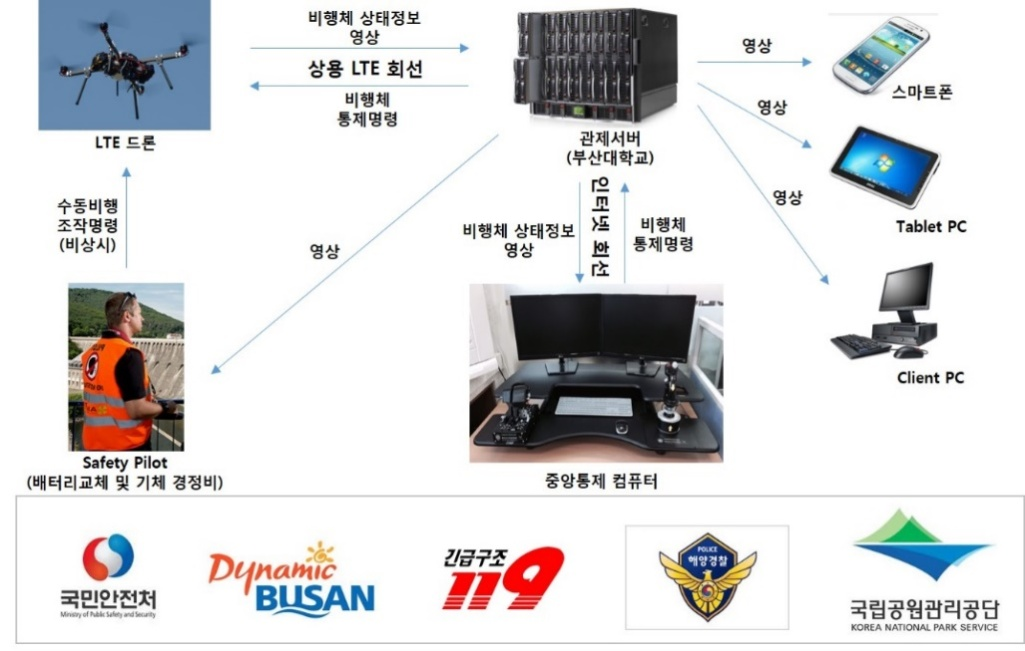 비행체 상태정보
영상
상용 LTE 회선
비행체
통제명령
LTE 드론
관제서버
(부산대학교)
영상
스마트폰
영상
Tablet PC
영상
Client PC
수동비행
조작명령
(비상시)
영상
비행체 상태정보
영상
인터넷 회선
비행체
통제명령
Safety Pilot
(배터리교체 및 기체 경정비)
중앙통제 컴퓨터
국민안전처
Ministry of Public Safety and Security
Dynamic
BUSAN
긴급구조
119
POLICE
해양경찰
국립공원관리공단
KOREA NATIONAL PARK SERVICE